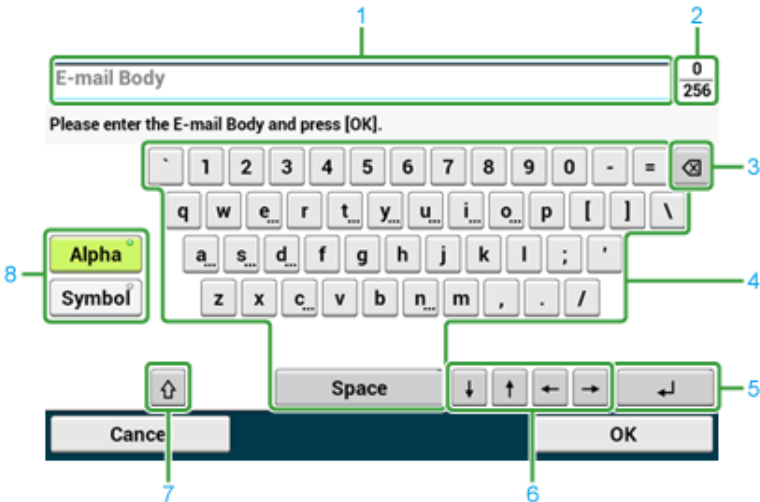 1 2
E-mail Body 0
256
Please enter the E-mail Body and press [OK].
` 1 2 3 4 5 6 7 8 9 0 - = ⌫ 3
q w e... r t... y... u... i... o... p [ ] \
Alpha a... s... d... f g h j k l ; '
8 4
Symbol z x c... v b n... m , . /
⇧ Space ↓ ↑ ← → ↵ 5
Cancel OK
7 6